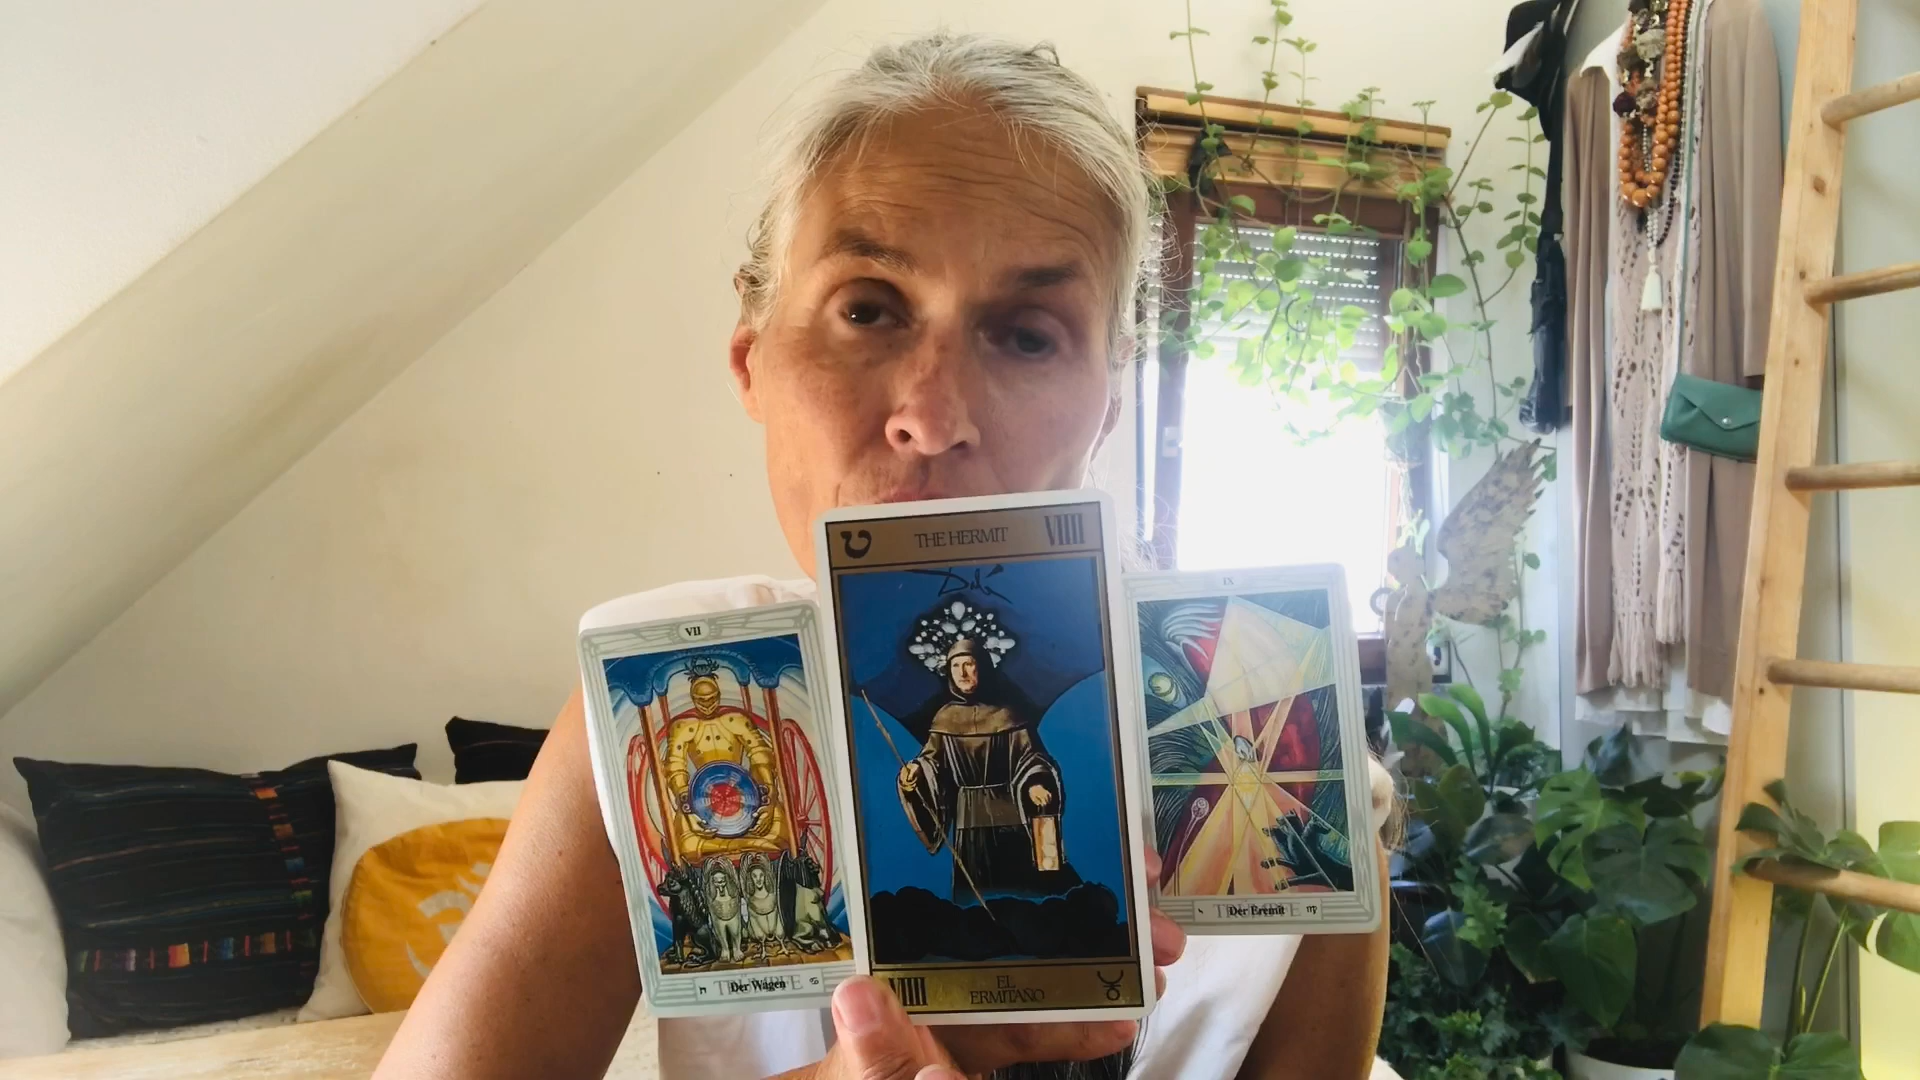 VII
Der Wagen
THE HERMIT VIIII
Dalí
VIIII EL
ERMITAÑO
IX
Der Eremit